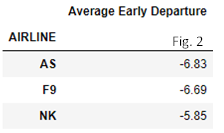 Average Early Departure
AIRLINE Fig. 2
AS -6.83
F9 -6.69
NK -5.85